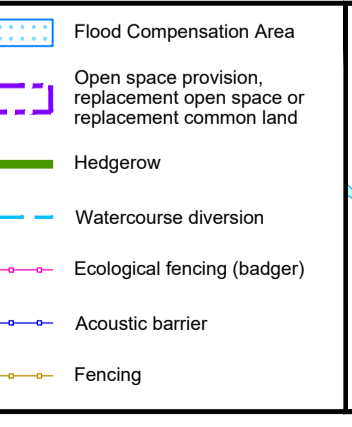 Flood Compensation Area
Open space provision,
replacement open space or
replacement common land
Hedgerow
Watercourse diversion
Ecological fencing (badger)
Acoustic barrier
Fencing